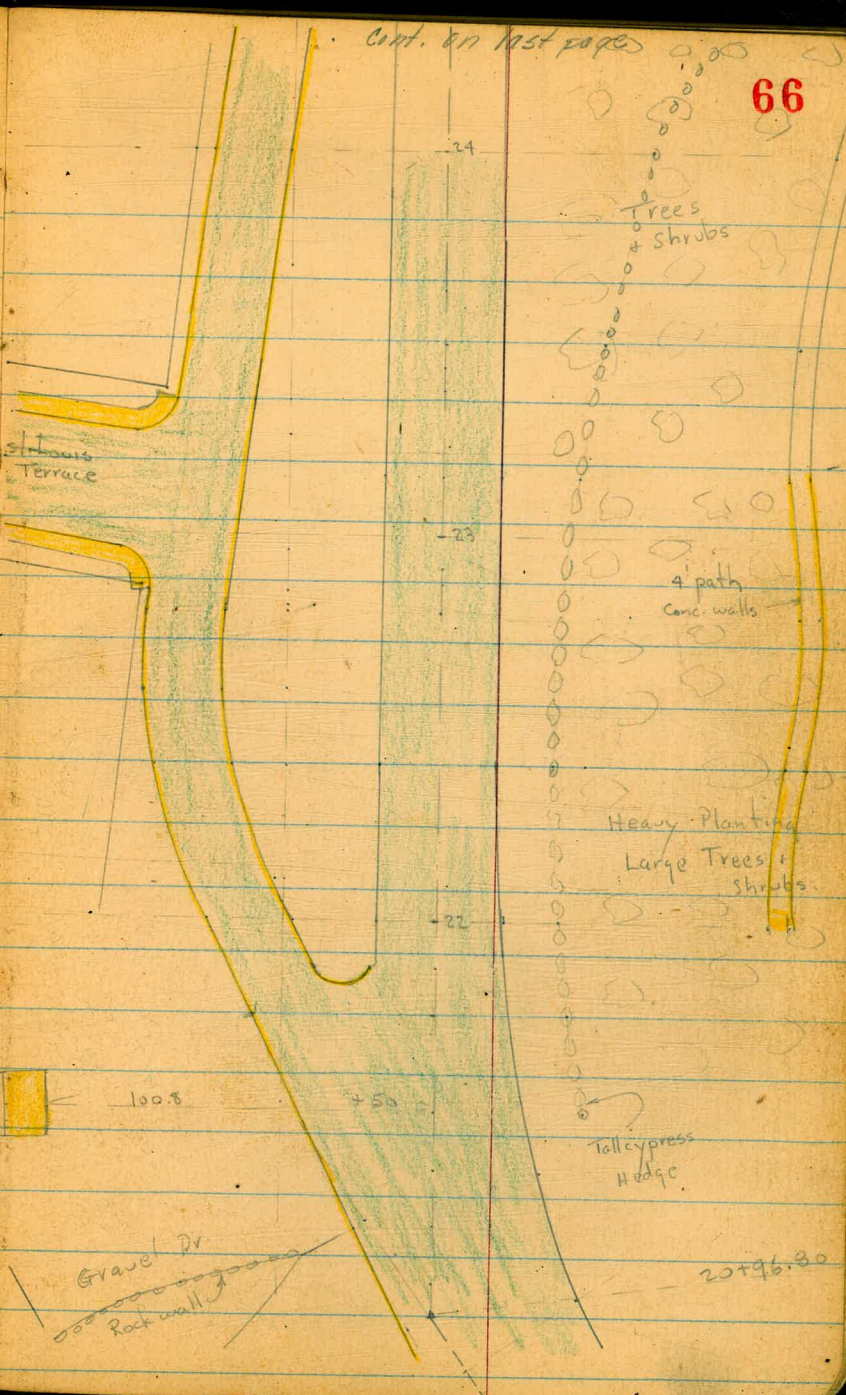 Cont. on last page
66
24
Trees
& Shrubs
St. Louis
Terrace
23
4' path
Conc. walls
Heavy Planting
Large Trees &
Shrubs.
22
100.8
+50
Tall cypress
Hedge
Gravel Dr
Rock wall
20+96.80